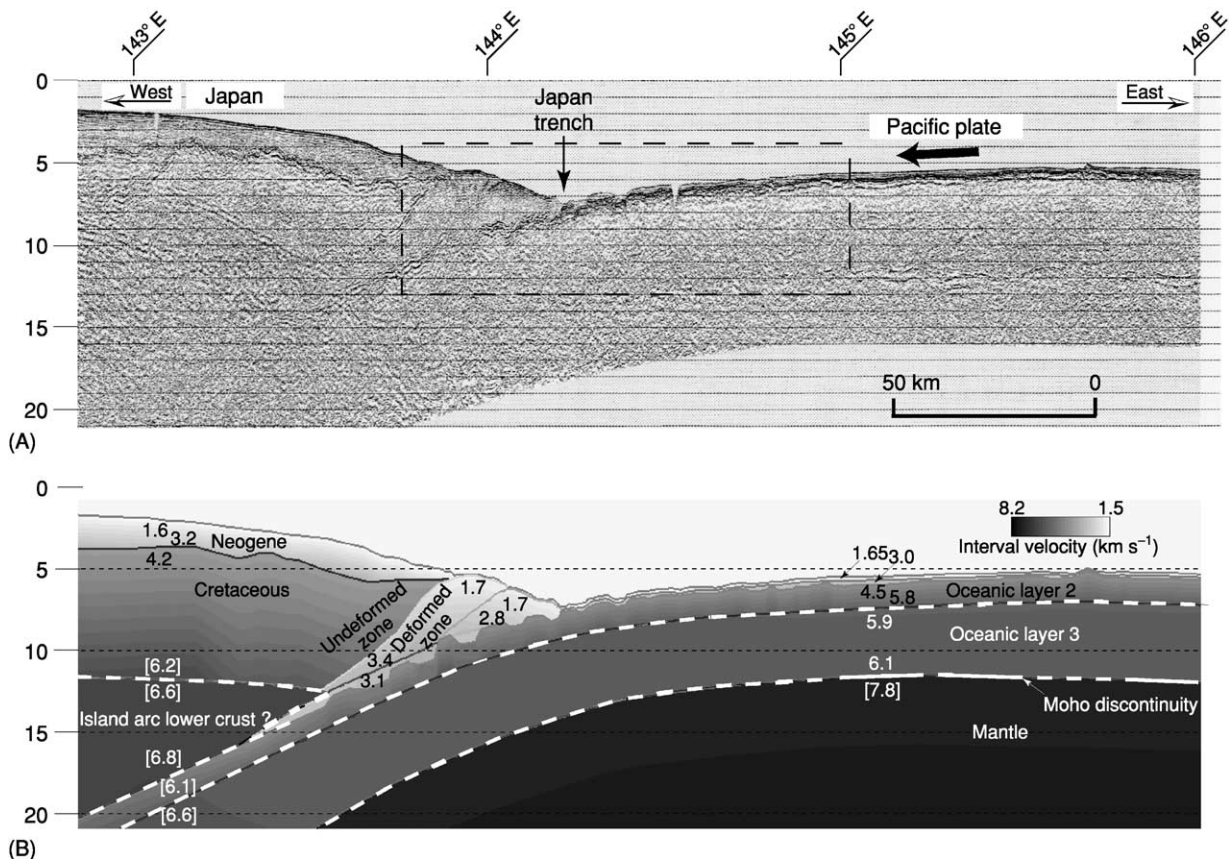 143° E
144° E
145° E
146° E
0
West
Japan
Japan
trench
East
Pacific plate
5
10
15
20
50 km
0
(A)
0
8.2
1.5
Interval velocity (km s⁻¹)
1.6
3.2
Neogene
4.2
Cretaceous
5
1.7
1.7
2.8
Undeformed
zone
Deformed
zone
3.4
3.1
1.65
3.0
4.5
5.8
Oceanic layer 2
5.9
Oceanic layer 3
10
6.1
[7.8]
Moho discontinuity
Mantle
[6.2]
[6.6]
Island arc lower crust ?
15
[6.8]
[6.1]
[6.6]
20
(B)